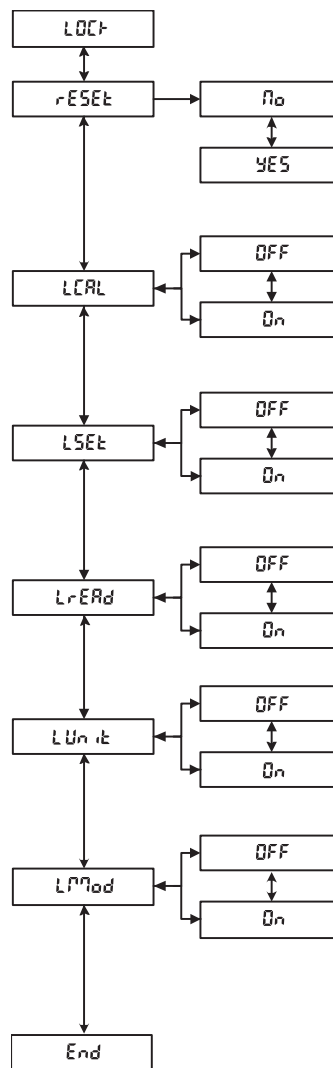 LOCk
rESEt
No
YES
LCAL
OFF
On
LSEt
OFF
On
LrEAd
OFF
On
LUnit
OFF
On
LMod
OFF
On
End